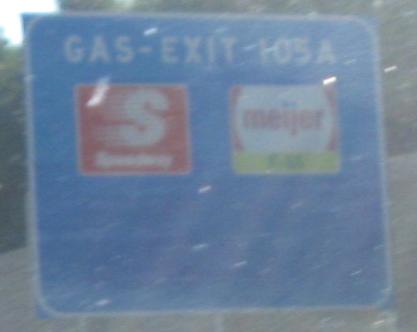 GAS-EXIT 105A
S
Speedway
meijer